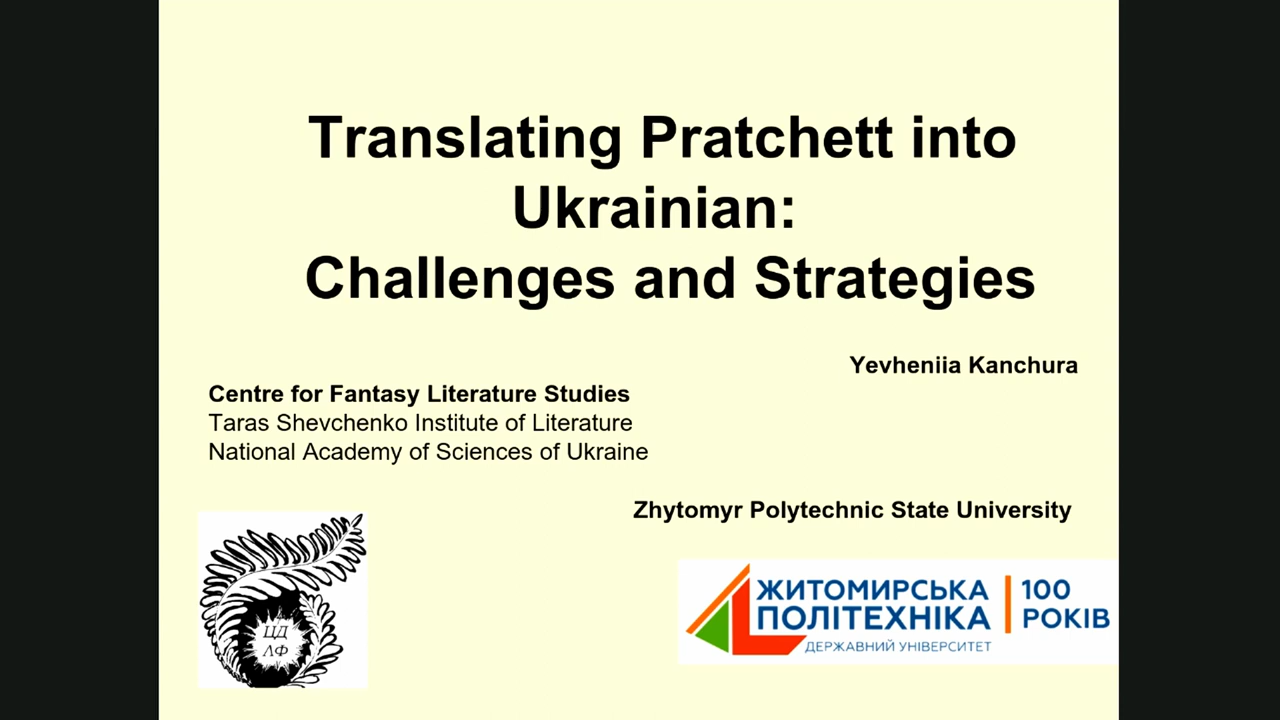 Translating Pratchett into
Ukrainian:
Challenges and Strategies
Yevheniia Kanchura
Centre for Fantasy Literature Studies
Taras Shevchenko Institute of Literature
National Academy of Sciences of Ukraine
Zhytomyr Polytechnic State University
ЦД
ЛФ
ЖИТОМИРСЬКА
ПОЛІТЕХНІКА
ДЕРЖАВНИЙ УНІВЕРСИТЕТ
100
РОКІВ